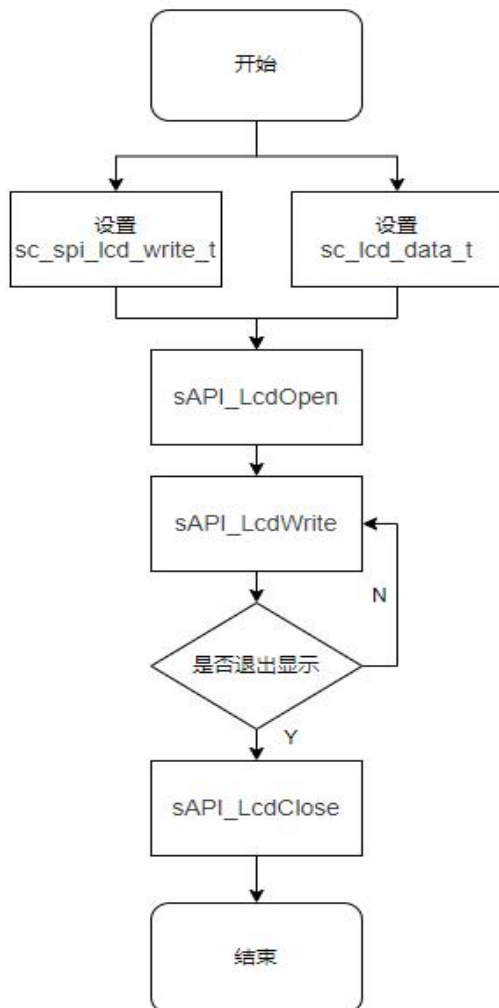 开始
设置
sc_spi_lcd_write_t
设置
sc_lcd_data_t
sAPI_LcdOpen
sAPI_LcdWrite
N
是否退出显示
Y
sAPI_LcdClose
结束